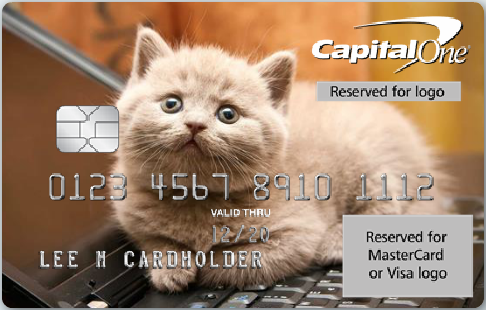 CapitalOne
Reserved for logo
0123 4567 8910 1112
VALID THRU
12/20
LEE M CARDHOLDER
Reserved for
MasterCard
or Visa logo